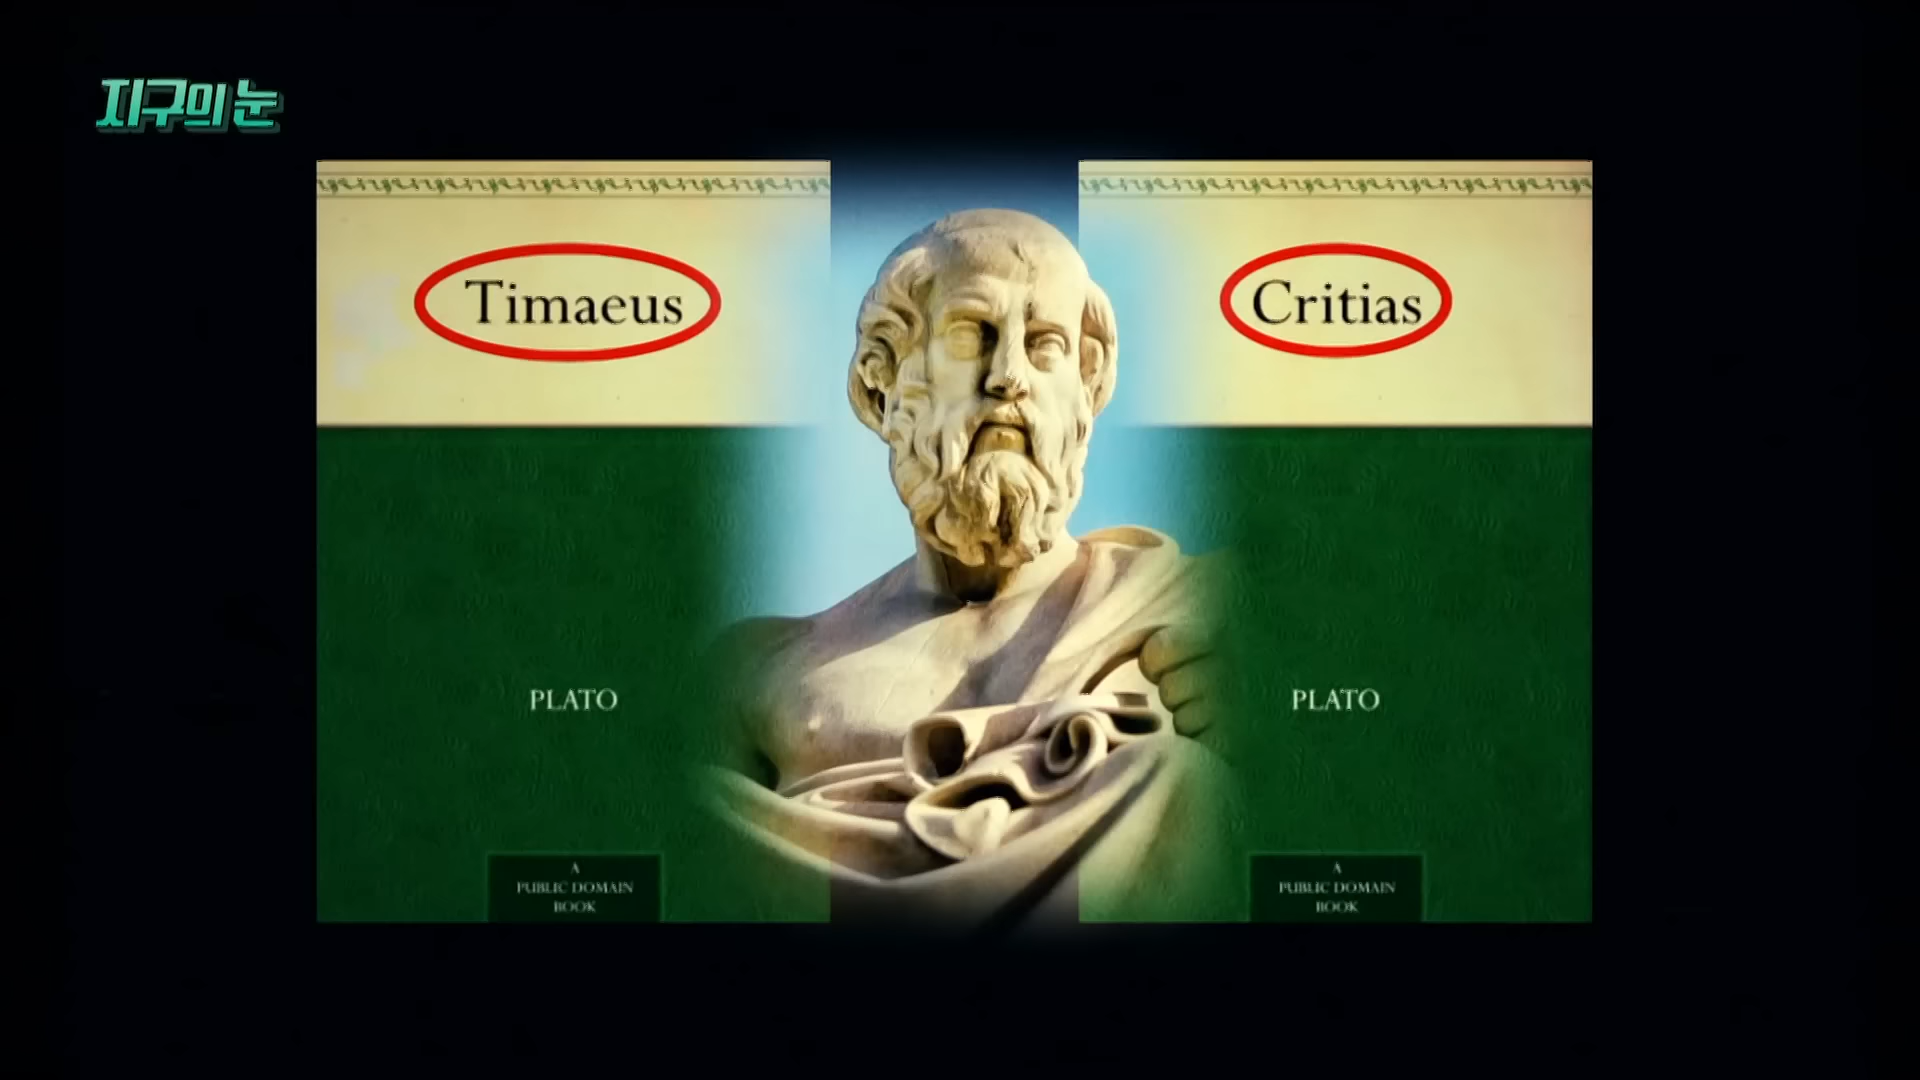 지구의 눈
Timaeus
Critias
PLATO
PLATO
A
PUBLIC DOMAIN
BOOK
A
PUBLIC DOMAIN
BOOK